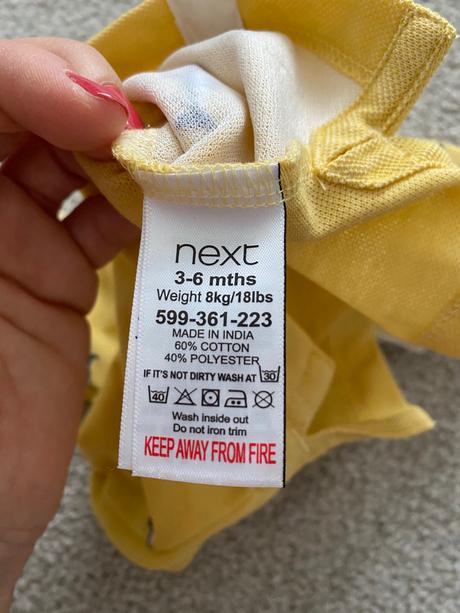 next
3-6 mths
Weight 8kg/18lbs
599-361-223
MADE IN INDIA
60% COTTON
40% POLYESTER
IF IT'S NOT DIRTY WASH AT 30
40
Wash inside out
Do not iron trim
KEEP AWAY FROM FIRE